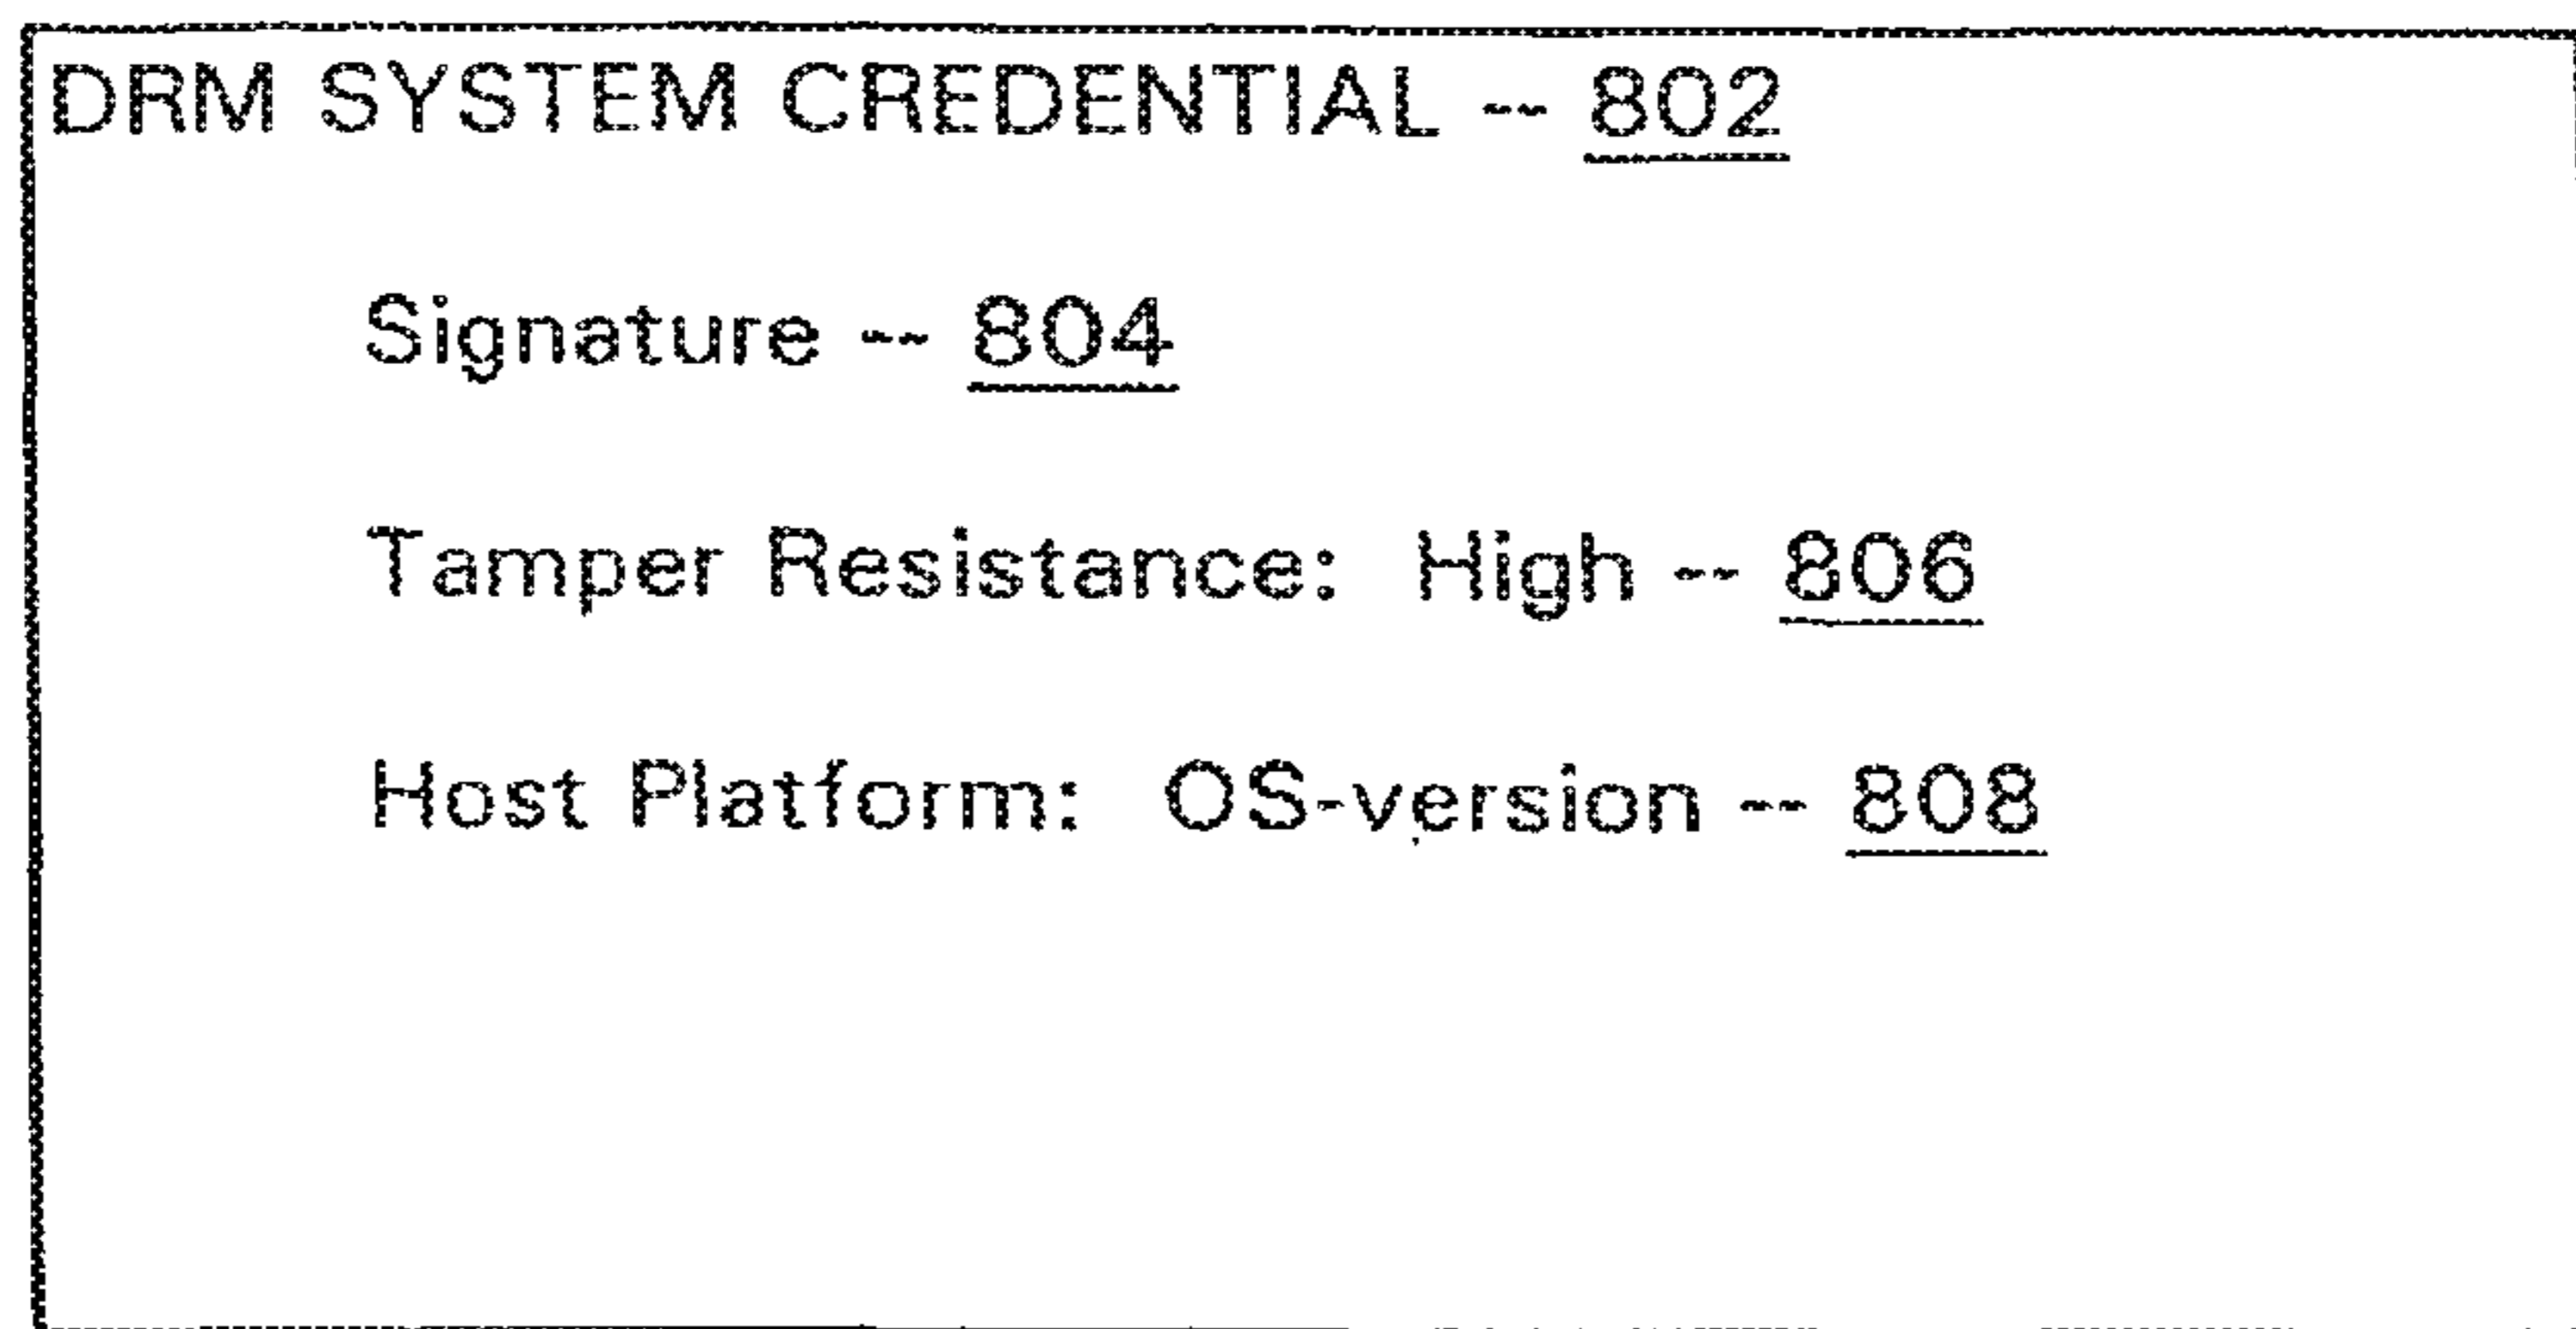 DRM SYSTEM CREDENTIAL -- 802
Signature -- 804
Tamper Resistance: High -- 806
Host Platform: OS-version -- 808